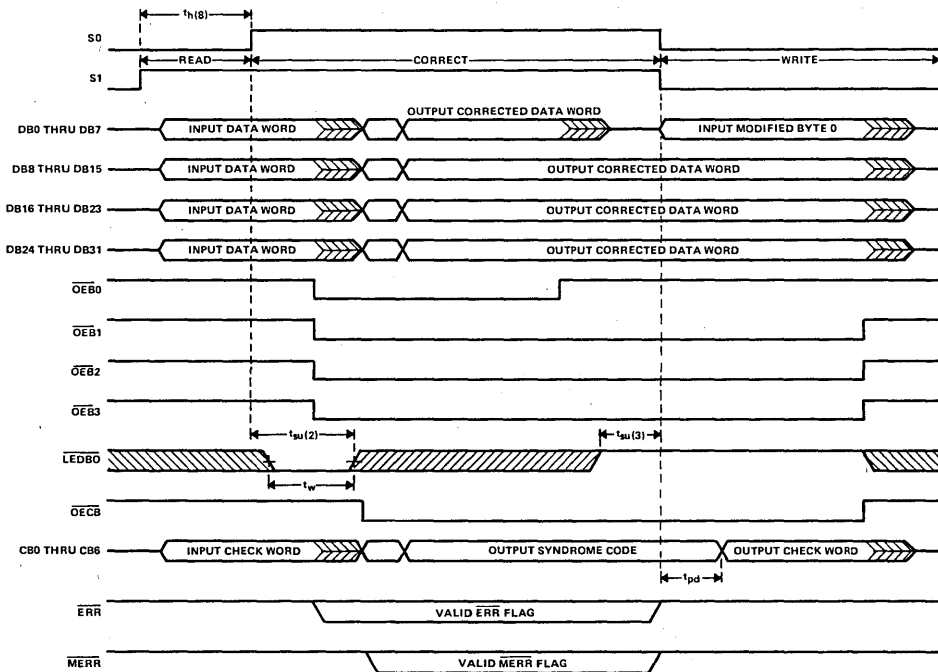 th(8)
S0
READ CORRECT WRITE
S1
OUTPUT CORRECTED DATA WORD
DB0 THRU DB7 INPUT DATA WORD INPUT MODIFIED BYTE 0
DB8 THRU DB15 INPUT DATA WORD OUTPUT CORRECTED DATA WORD
DB16 THRU DB23 INPUT DATA WORD OUTPUT CORRECTED DATA WORD
DB24 THRU DB31 INPUT DATA WORD OUTPUT CORRECTED DATA WORD
OEB0
OEB1
OEB2
OEB3
tsu(2) tsu(3)
LEDBO
tw
OECB
CB0 THRU CB6 INPUT CHECK WORD OUTPUT SYNDROME CODE OUTPUT CHECK WORD
tpd
ERR VALID ERR FLAG
MERR VALID MERR FLAG